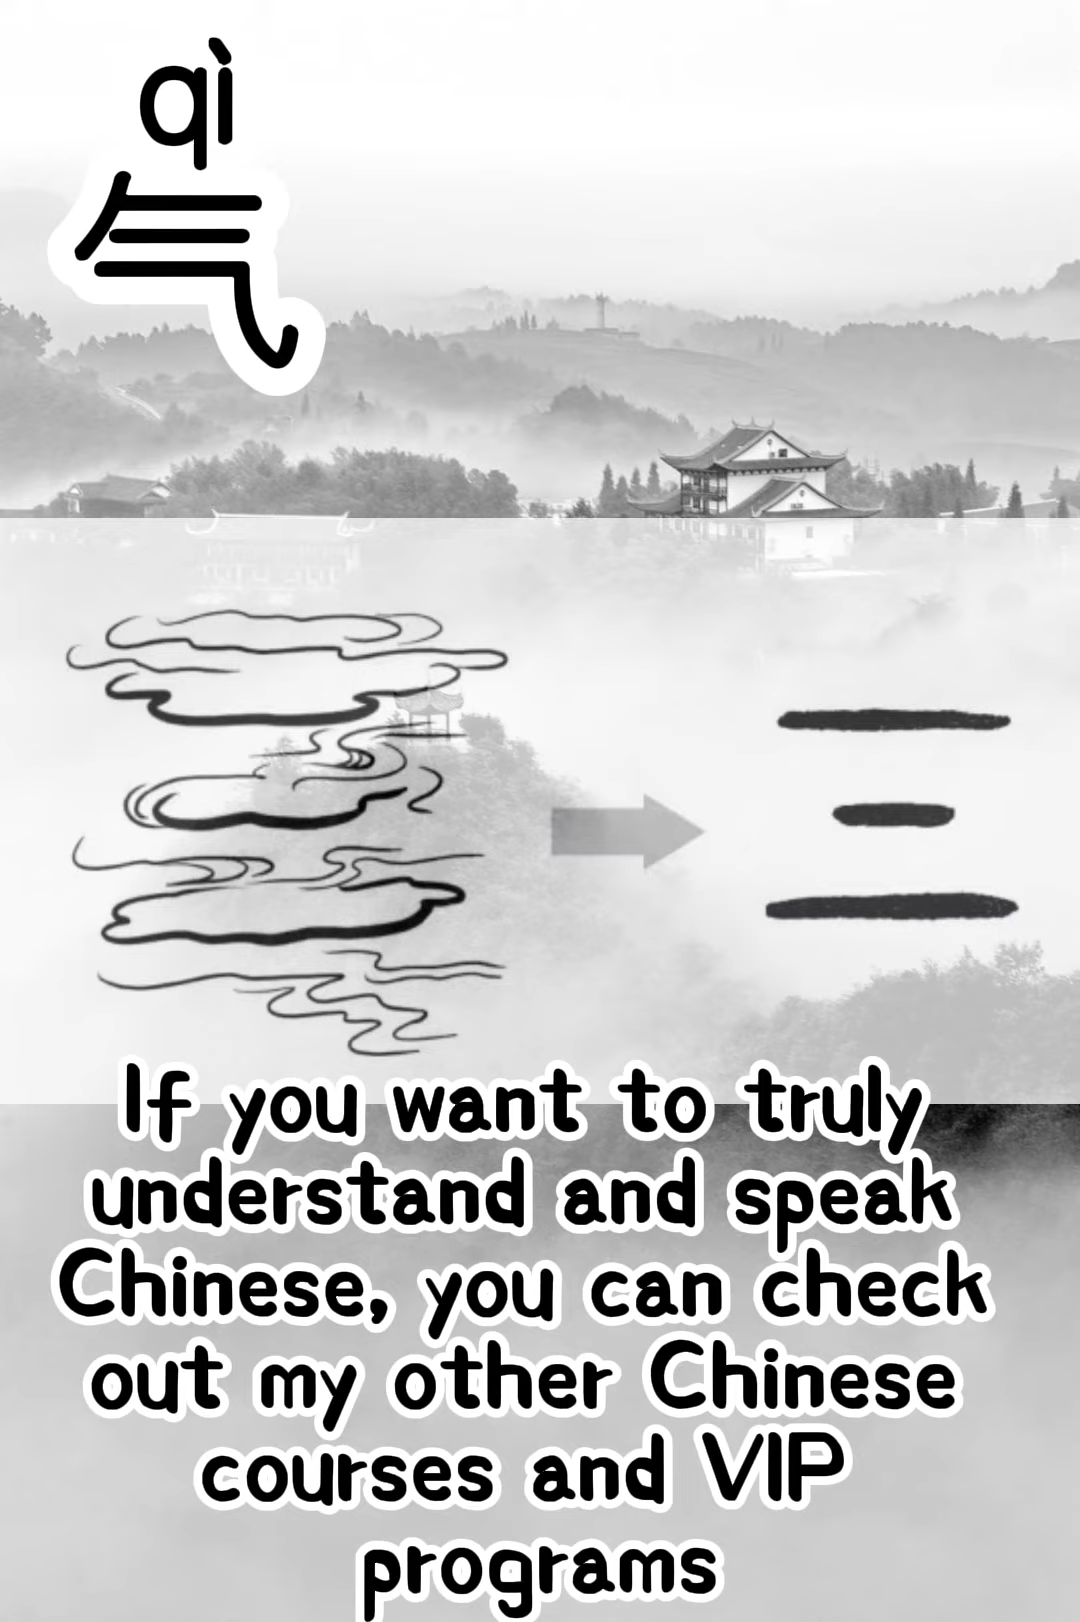 qì
气
If you want to truly
understand and speak
Chinese, you can check
out my other Chinese
courses and VIP
programs